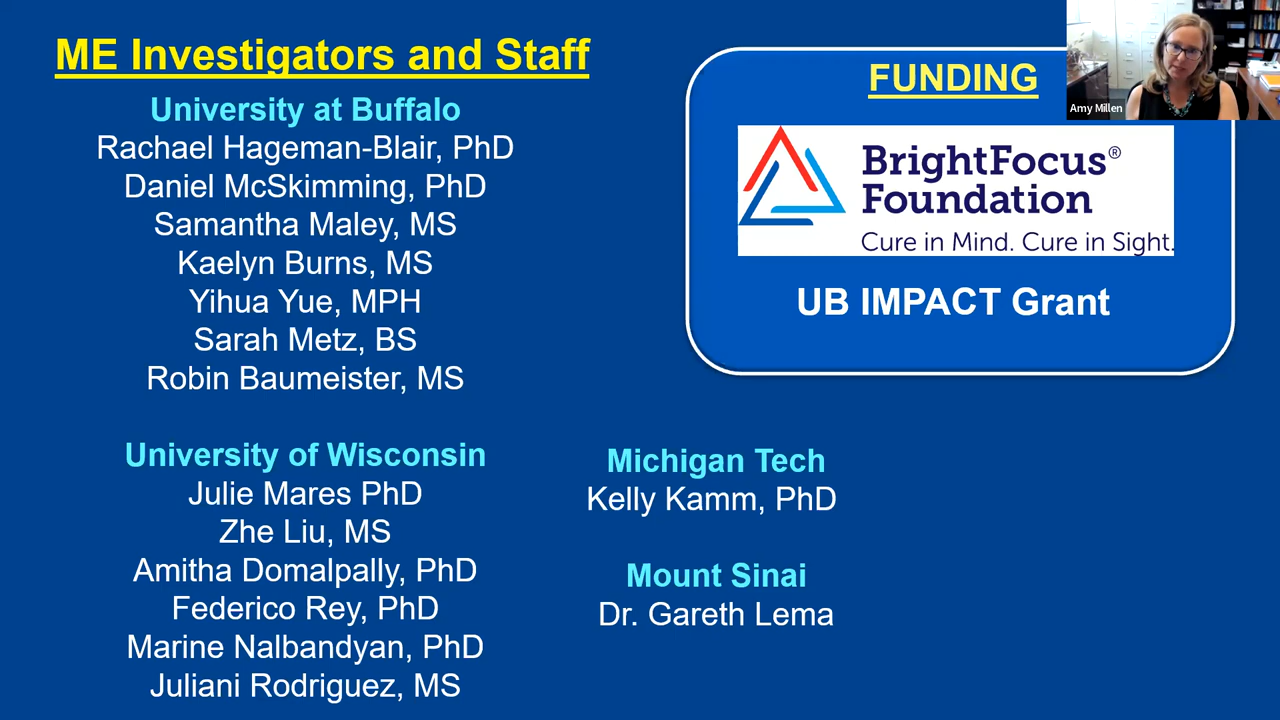 ME Investigators and Staff
University at Buffalo
Rachael Hageman-Blair, PhD
Daniel McSkimming, PhD
Samantha Maley, MS
Kaelyn Burns, MS
Yihua Yue, MPH
Sarah Metz, BS
Robin Baumeister, MS
University of Wisconsin
Julie Mares PhD
Zhe Liu, MS
Amitha Domalpally, PhD
Federico Rey, PhD
Marine Nalbandyan, PhD
Juliani Rodriguez, MS
FUNDING
BrightFocus®
Foundation
Cure in Mind. Cure in Sight.
UB IMPACT Grant
Michigan Tech
Kelly Kamm, PhD
Mount Sinai
Dr. Gareth Lema
Amy Millen